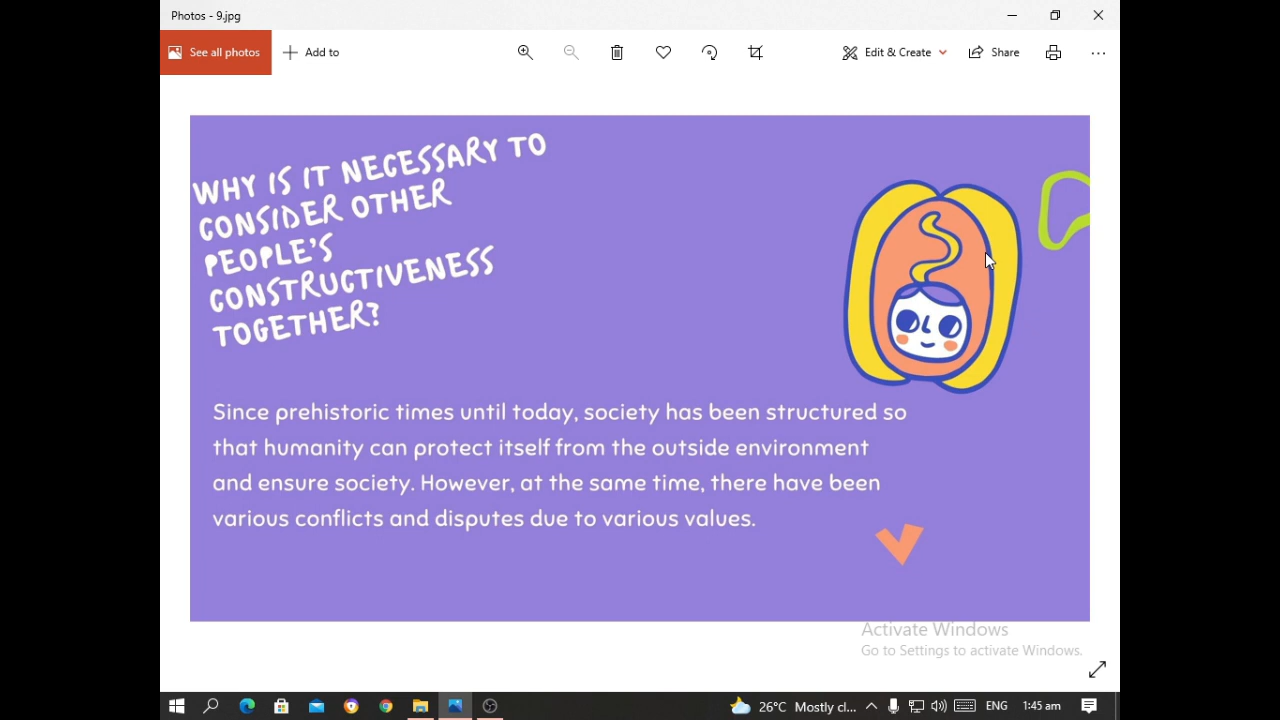 Photos - 9.jpg
See all photos
Add to
Edit & Create
Share
WHY IS IT NECESSARY TO
CONSIDER OTHER
PEOPLE'S
CONSTRUCTIVENESS
TOGETHER?
Since prehistoric times until today, society has been structured so
that humanity can protect itself from the outside environment
and ensure society. However, at the same time, there have been
various conflicts and disputes due to various values.
Activate Windows
Go to Settings to activate Windows.
26°C Mostly cl... ENG 1:45 am